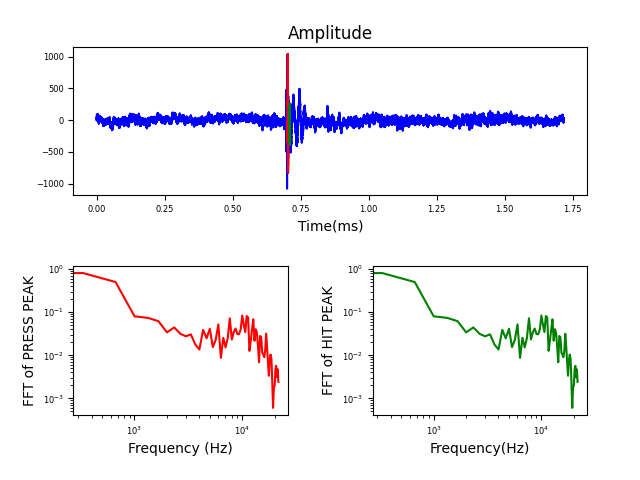 Amplitude
1000
500
0
−500
−1000
0.00 0.25 0.50 0.75 1.00 1.25 1.50 1.75
Time(ms)
FFT of PRESS PEAK
10⁰
10⁻¹
10⁻²
10⁻³
10³ 10⁴
Frequency (Hz)
FFT of HIT PEAK
10⁰
10⁻¹
10⁻²
10⁻³
10³ 10⁴
Frequency(Hz)